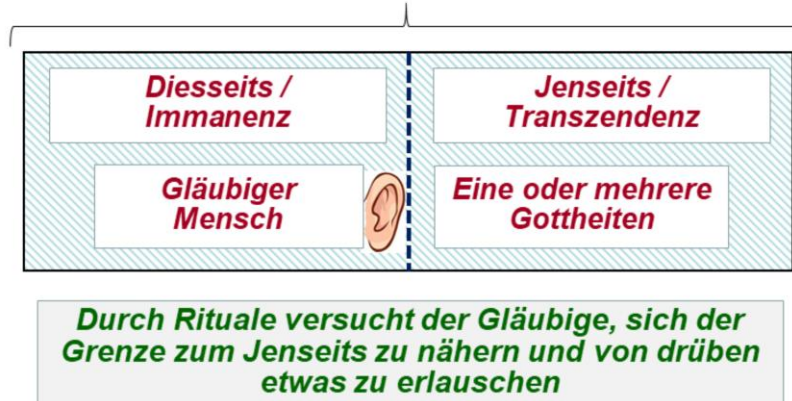 Diesseits /
Immanenz
Jenseits /
Transzendenz
Gläubiger
Mensch
Eine oder mehrere
Gottheiten
Durch Rituale versucht der Gläubige, sich der
Grenze zum Jenseits zu nähern und von drüben
etwas zu erlauschen